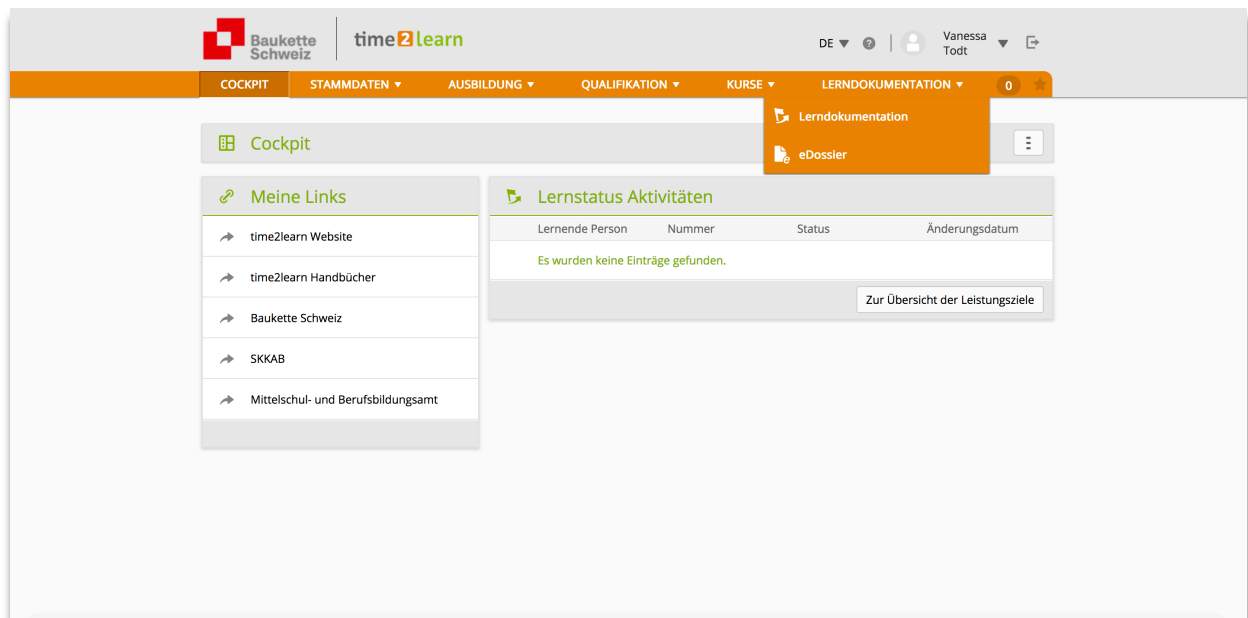 Baukette
Schweiz
time2learn
DE
Vanessa
Todt
COCKPIT STAMMDATEN AUSBILDUNG QUALIFIKATION KURSE LERNDOKUMENTATION 0
Lerndokumentation
eDossier
Cockpit
Meine Links
time2learn Website
time2learn Handbücher
Baukette Schweiz
SKKAB
Mittelschul- und Berufsbildungsamt
Lernstatus Aktivitäten
Lernende Person Nummer Status Änderungsdatum
Es wurden keine Einträge gefunden.
Zur Übersicht der Leistungsziele